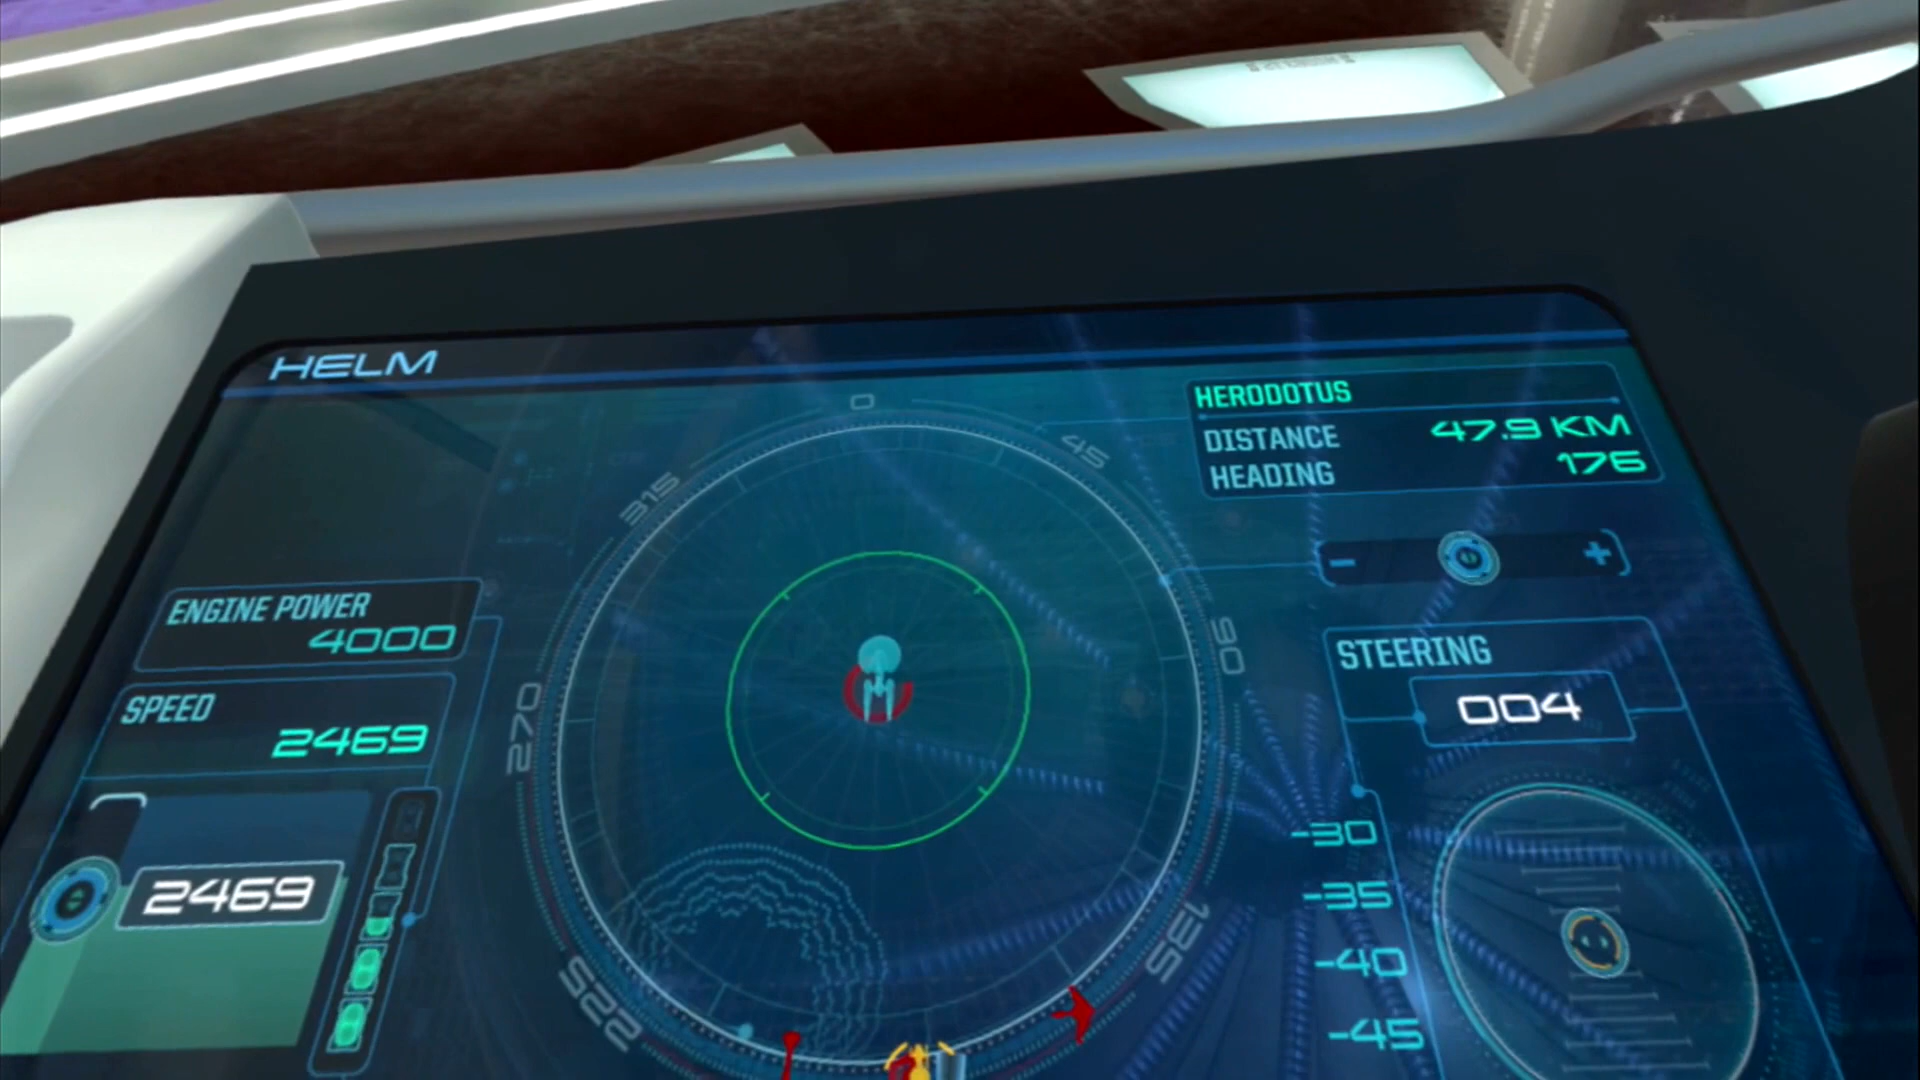 HELM
HERODOTUS
DISTANCE 47.9 KM
HEADING 176
0
45
90
135
225
270
315
ENGINE POWER
4000
SPEED
2469
2469
STEERING
004
-30
-35
-40
-45